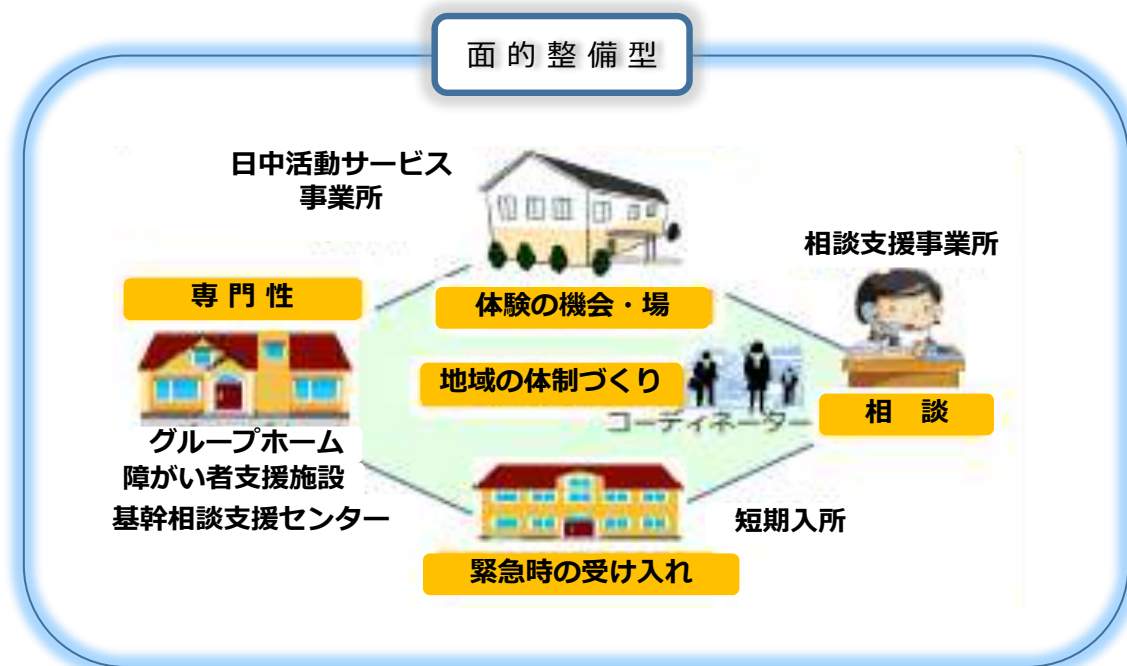 面的整備型
日中活動サービス
事業所
相談支援事業所
専門性
体験の機会・場
地域の体制づくり
コーディネーター
相 談
グループホーム
障がい者支援施設
基幹相談支援センター
短期入所
緊急時の受け入れ